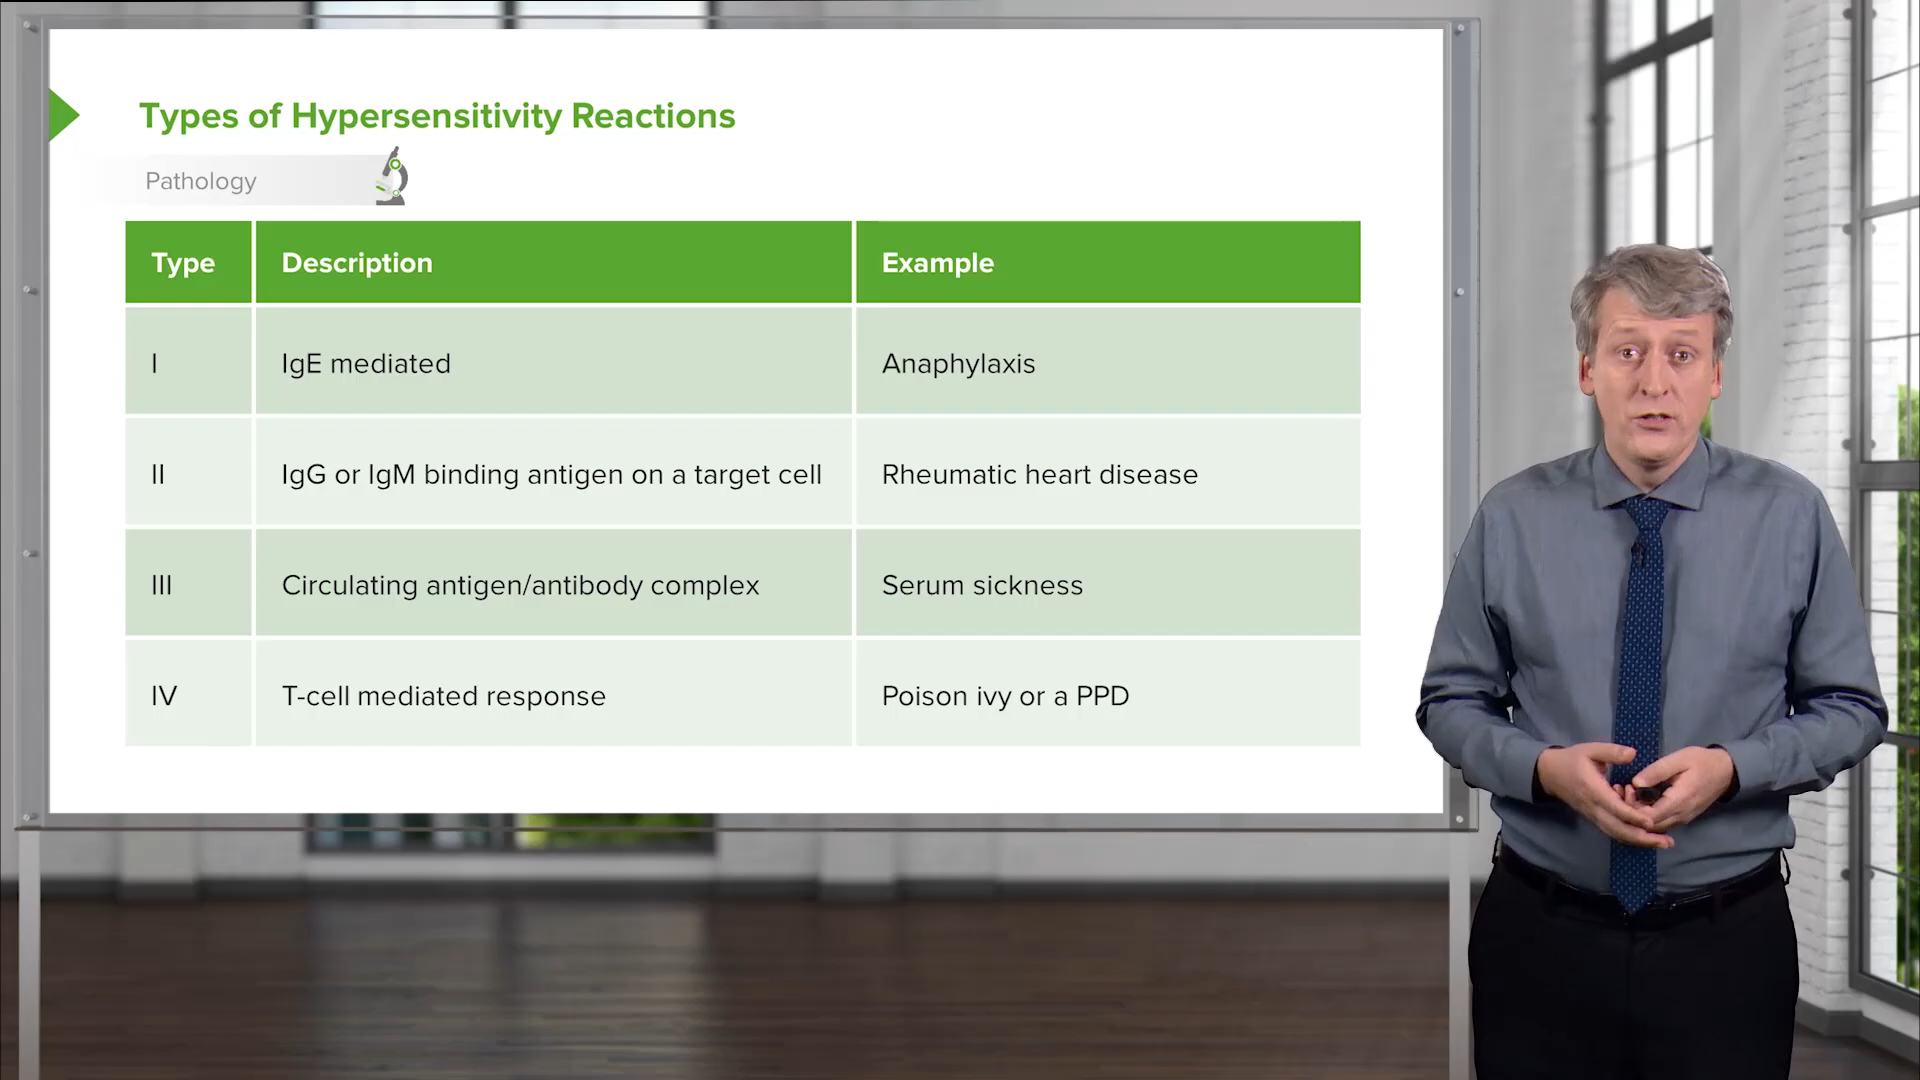 Types of Hypersensitivity Reactions
Pathology
Type Description Example
I IgE mediated Anaphylaxis
II IgG or IgM binding antigen on a target cell Rheumatic heart disease
III Circulating antigen/antibody complex Serum sickness
IV T-cell mediated response Poison ivy or a PPD